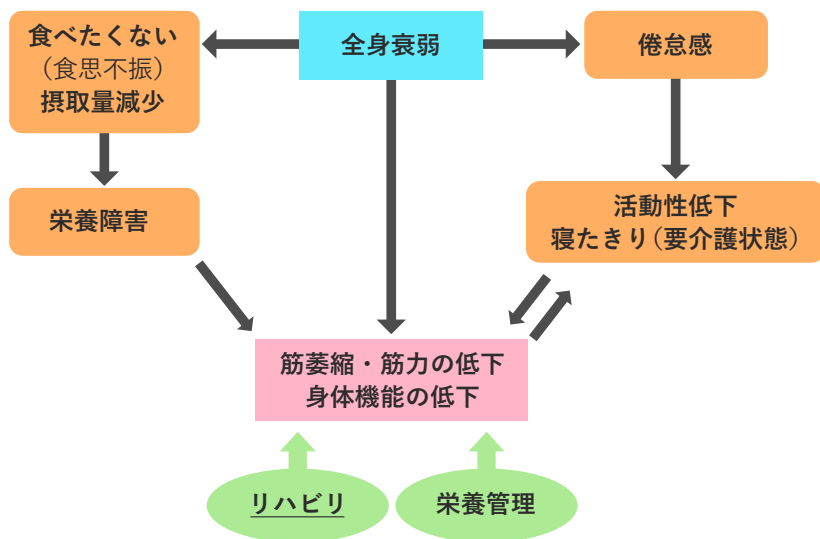 食べたくない
（食思不振）
摂取量減少
全身衰弱
倦怠感
栄養障害
活動性低下
寝たきり（要介護状態）
筋萎縮・筋力の低下
身体機能の低下
リハビリ
栄養管理